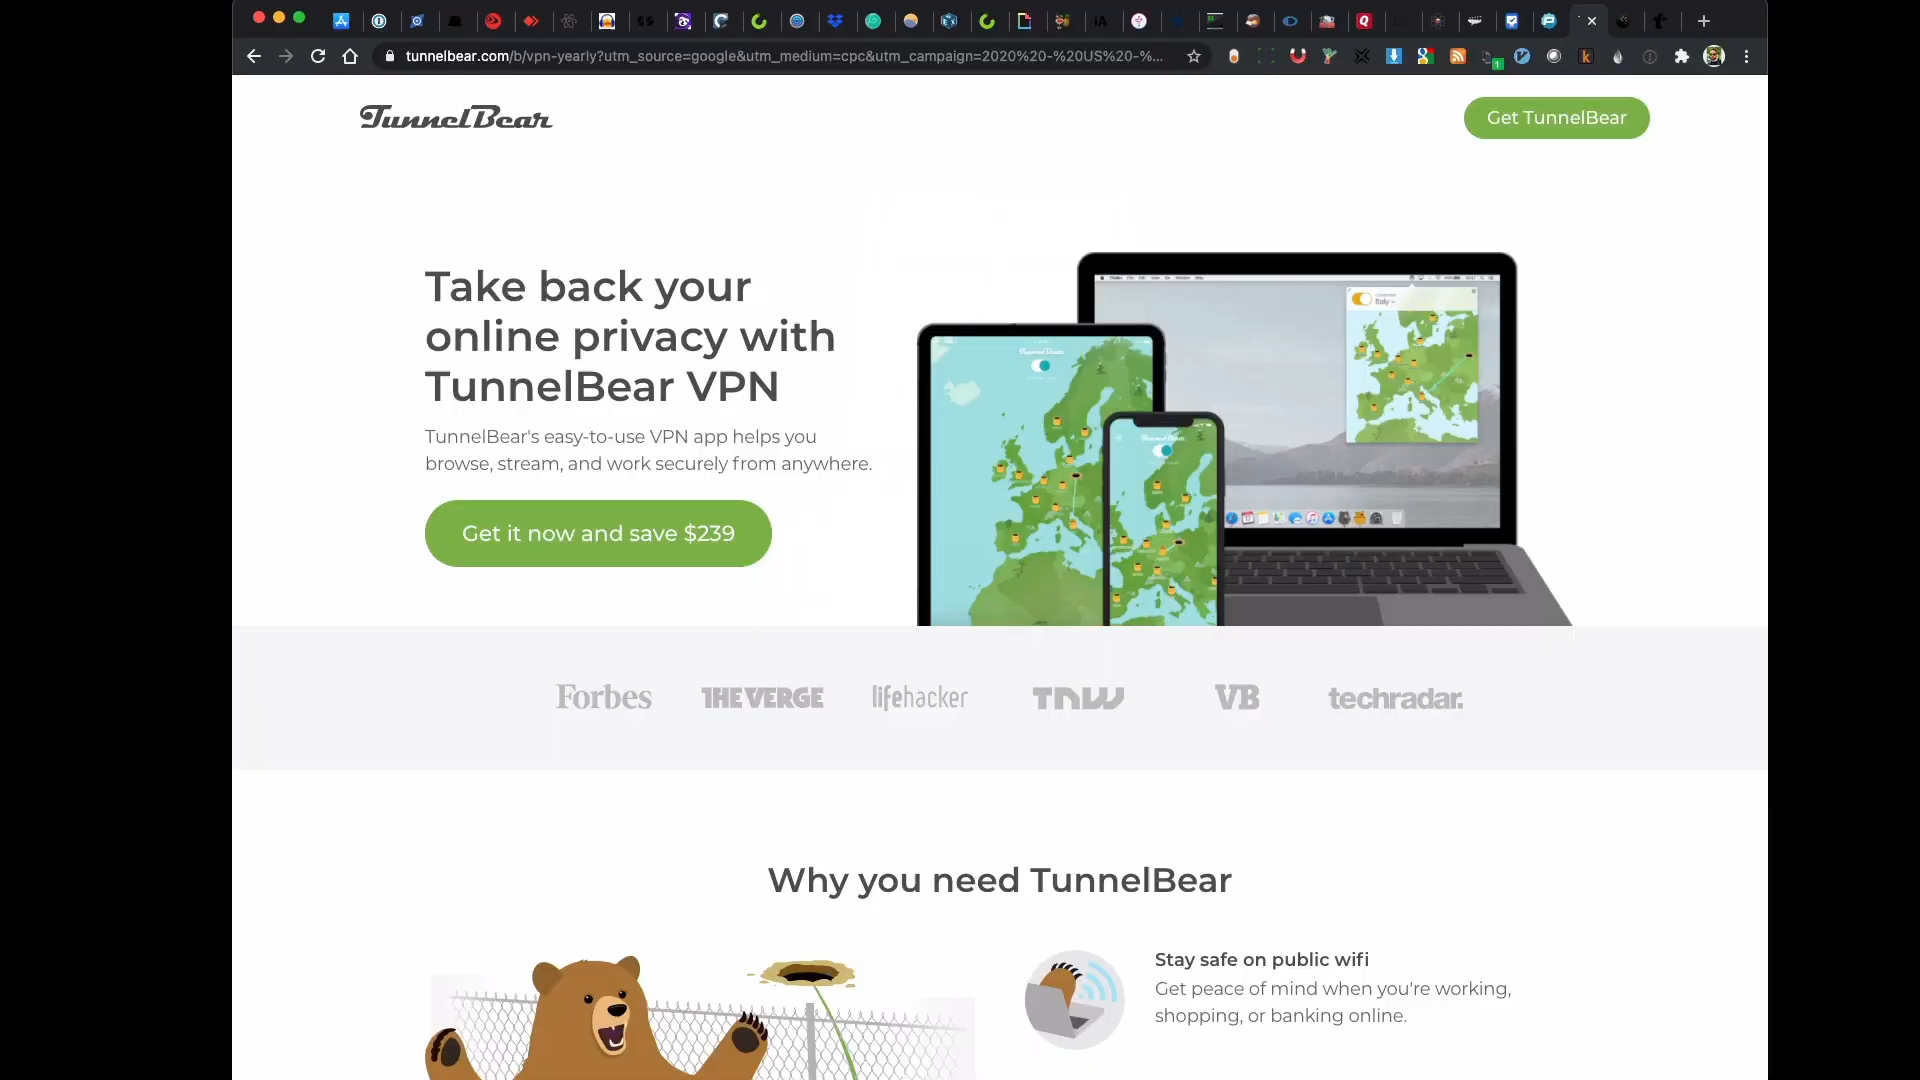 tunnelbear.com/b/vpn-yearly?utm_source=google&utm_medium=cpc&utm_campaign=2020%20-%20US%20-%...
TunnelBear
Get TunnelBear
Take back your
online privacy with
TunnelBear VPN
TunnelBear's easy-to-use VPN app helps you
browse, stream, and work securely from anywhere.
Get it now and save $239
Italy
Forbes
THE VERGE
lifehacker
TNW
VB
techradar.
Why you need TunnelBear
Stay safe on public wifi
Get peace of mind when you're working,
shopping, or banking online.